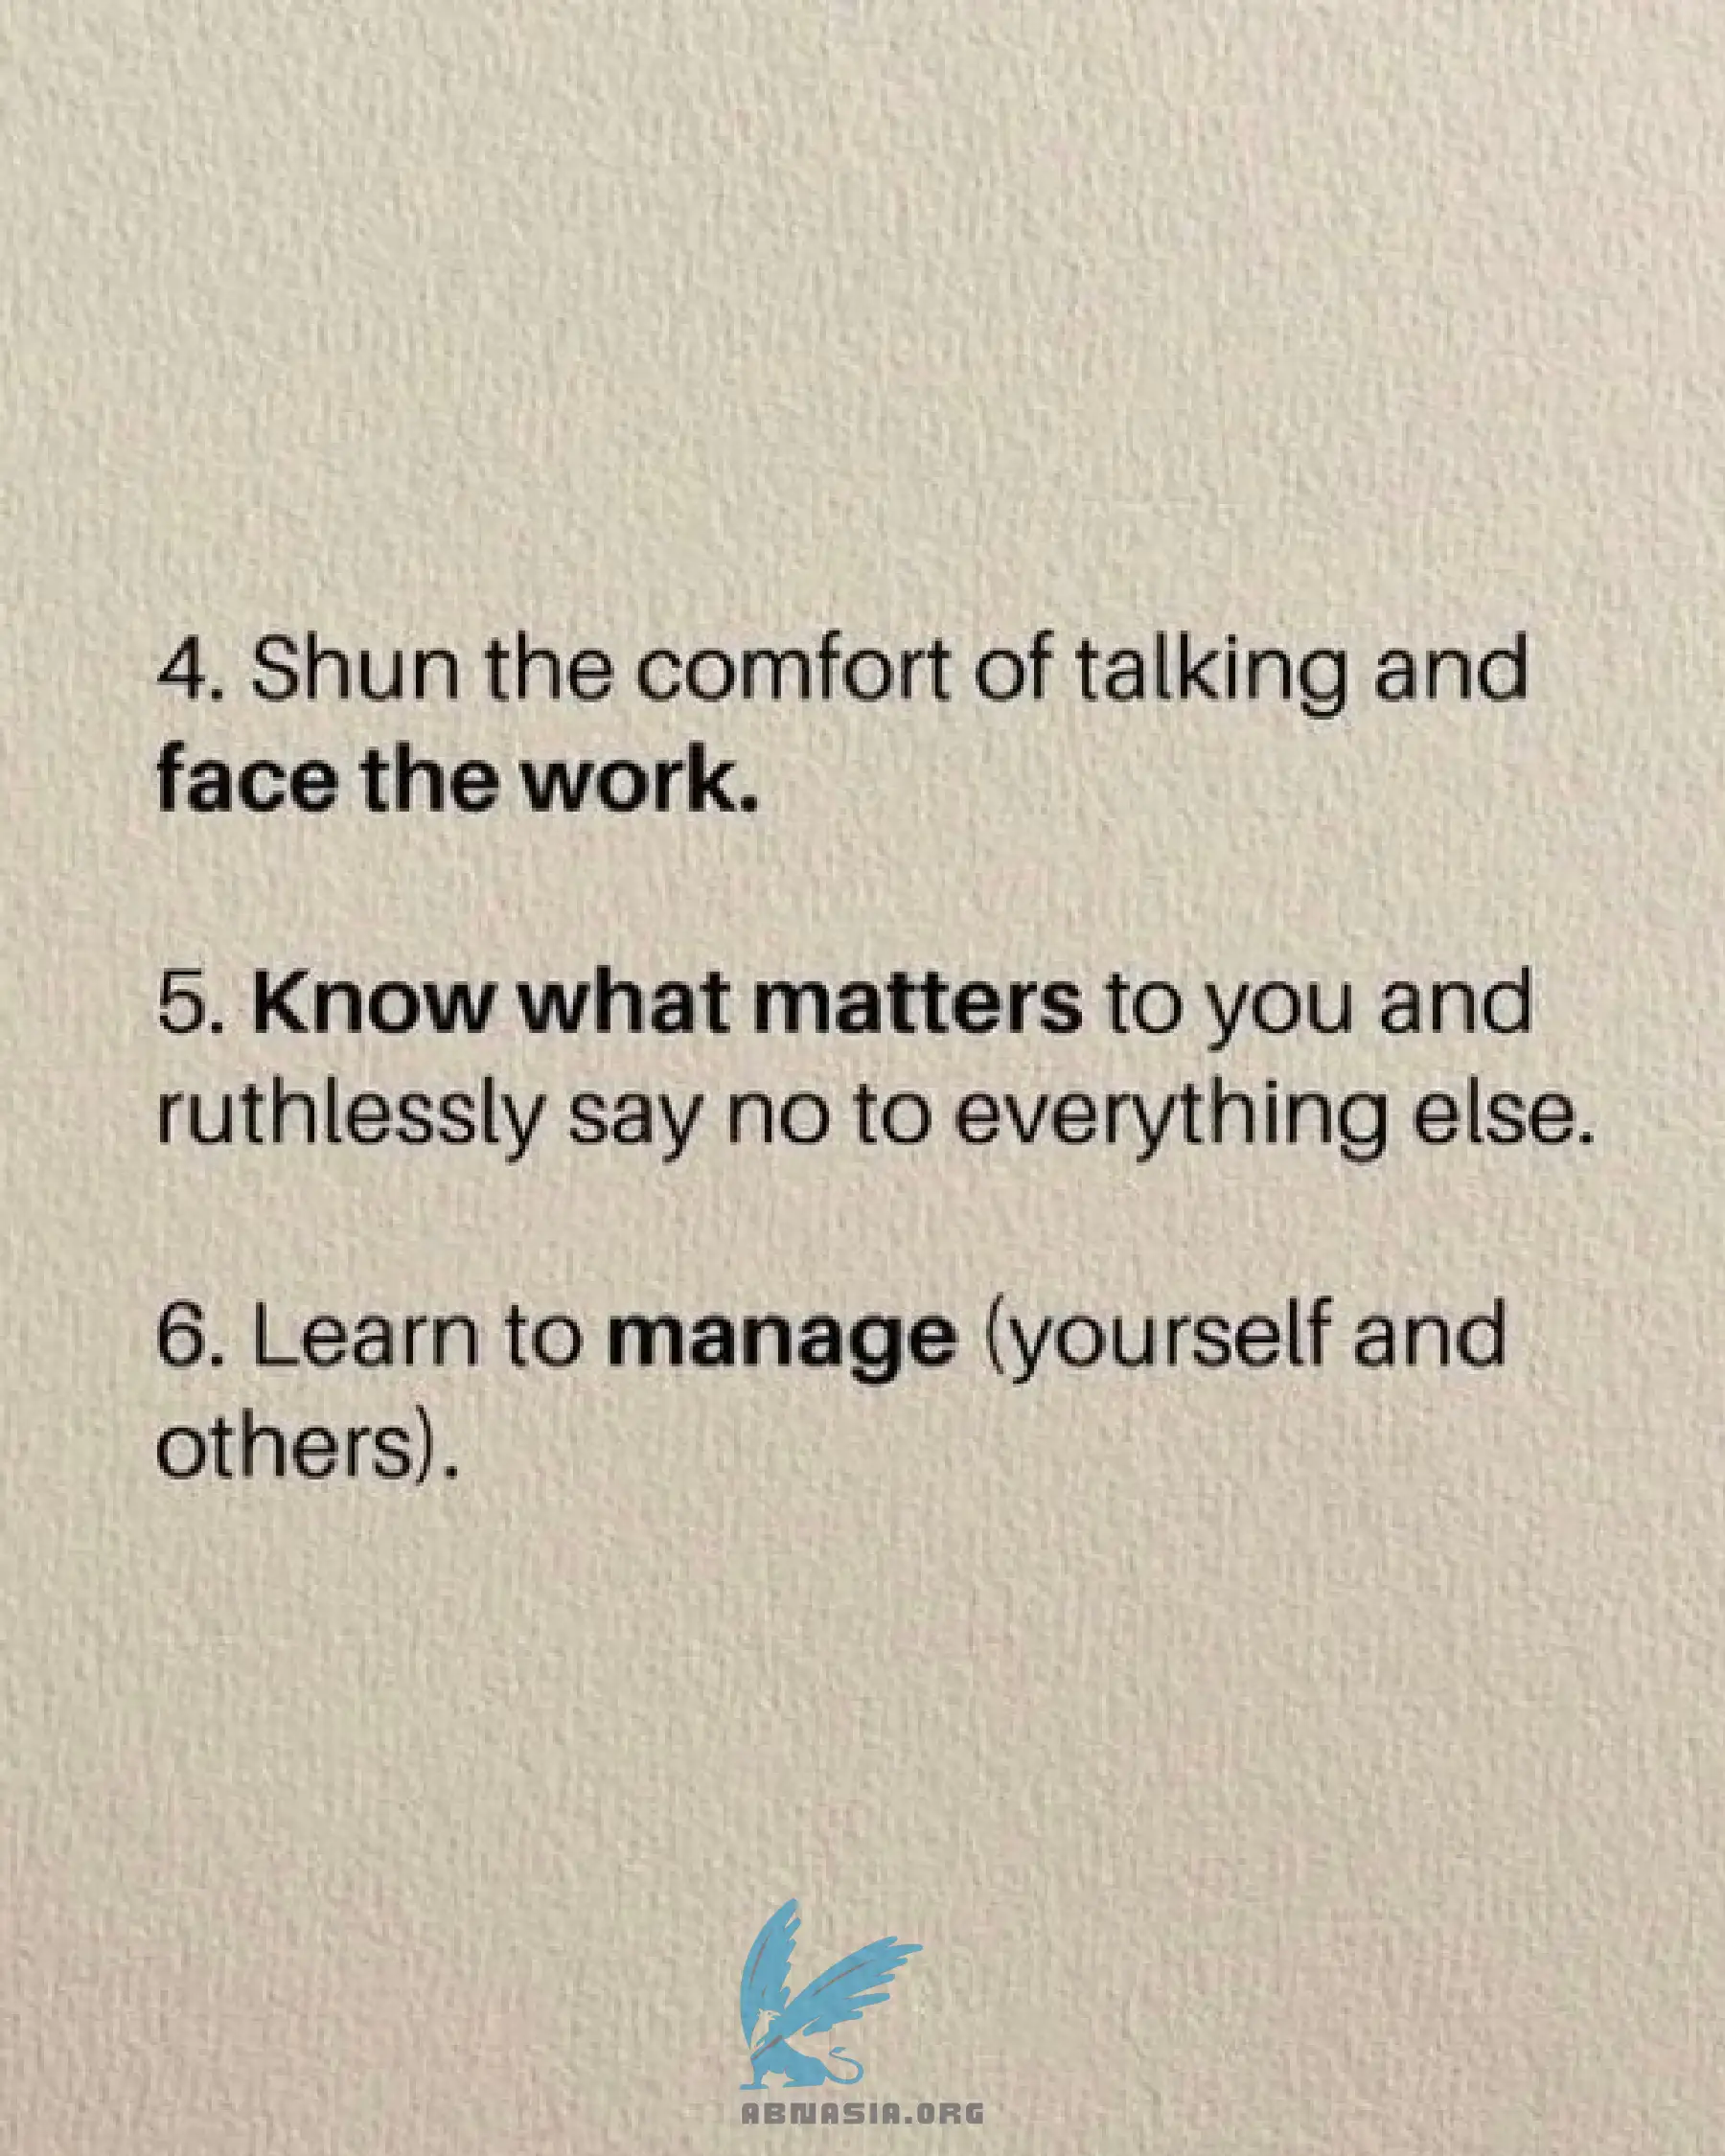 4. Shun the comfort of talking and
face the work.
5. Know what matters to you and
ruthlessly say no to everything else.
6. Learn to manage (yourself and
others).
ABNASIA.ORG